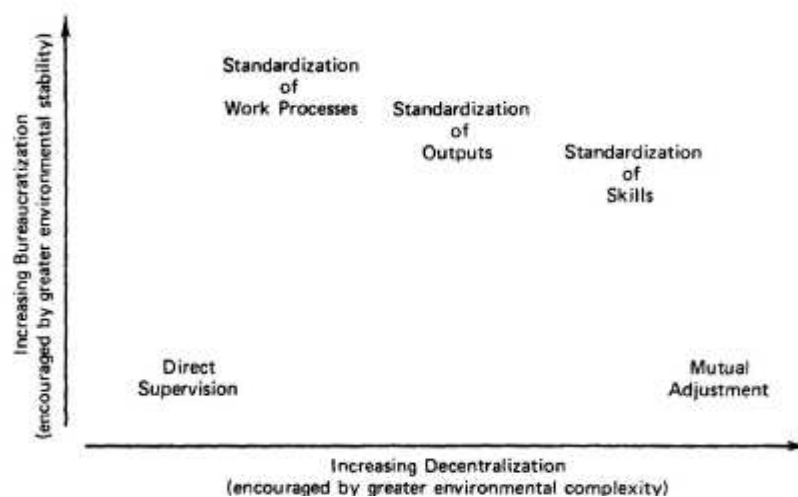 Increasing Bureaucratization
(encouraged by greater environmental stability)
Standardization
of
Work Processes
Standardization
of
Outputs
Standardization
of
Skills
Direct
Supervision
Mutual
Adjustment
Increasing Decentralization
(encouraged by greater environmental complexity)